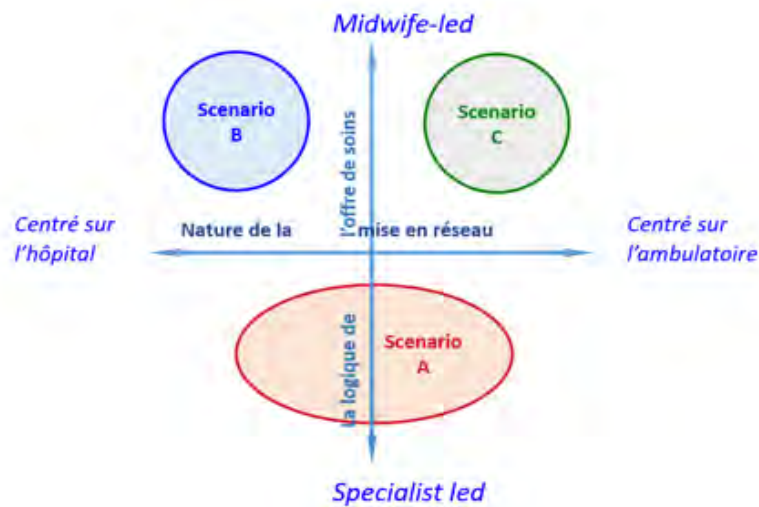 Midwife-led
Scenario
B
Scenario
C
l'offre de soins
Centré sur
l'hôpital
Nature de la mise en réseau
Centré sur
l'ambulatoire
La logique de
Scenario
A
Specialist led